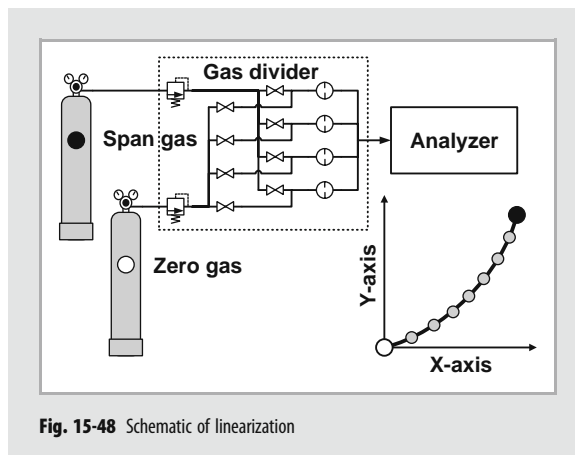 Gas divider
Span gas
Analyzer
Zero gas
Y-axis
X-axis
Fig. 15-48 Schematic of linearization